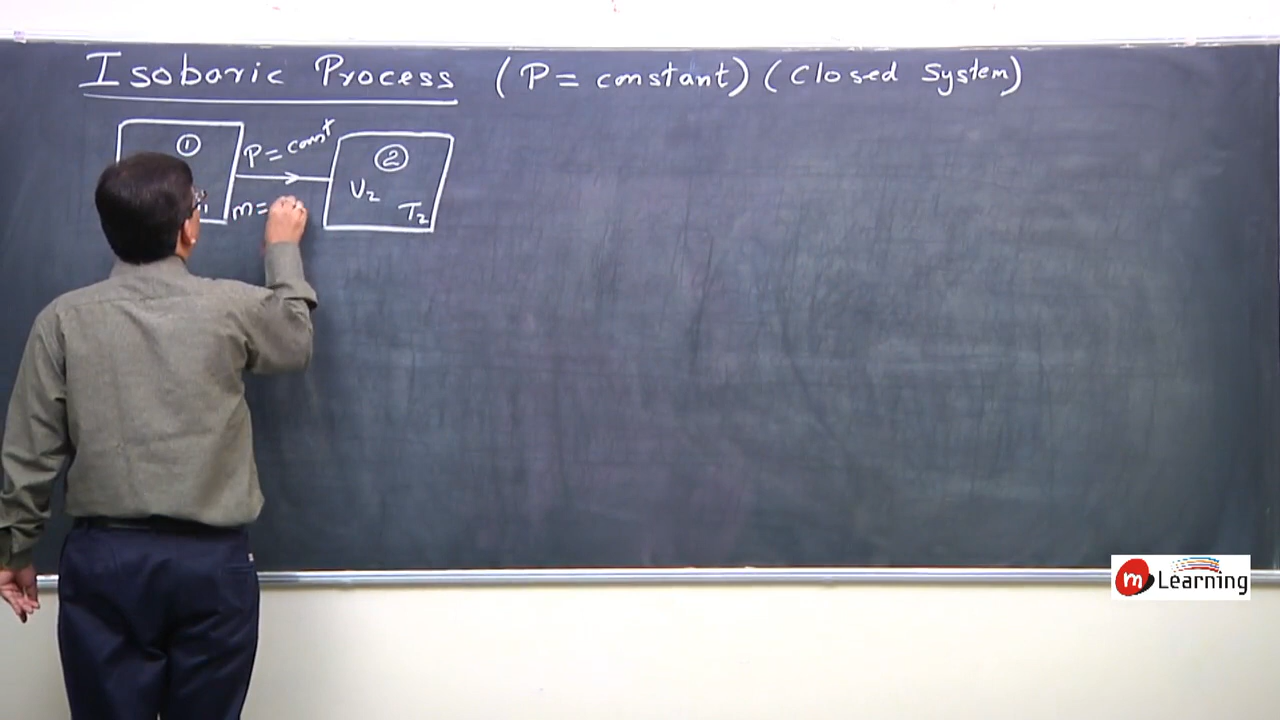 Isobaric Process (P = constant) (Closed System)
① P = const ②
V₂
m = T₂
m Learning